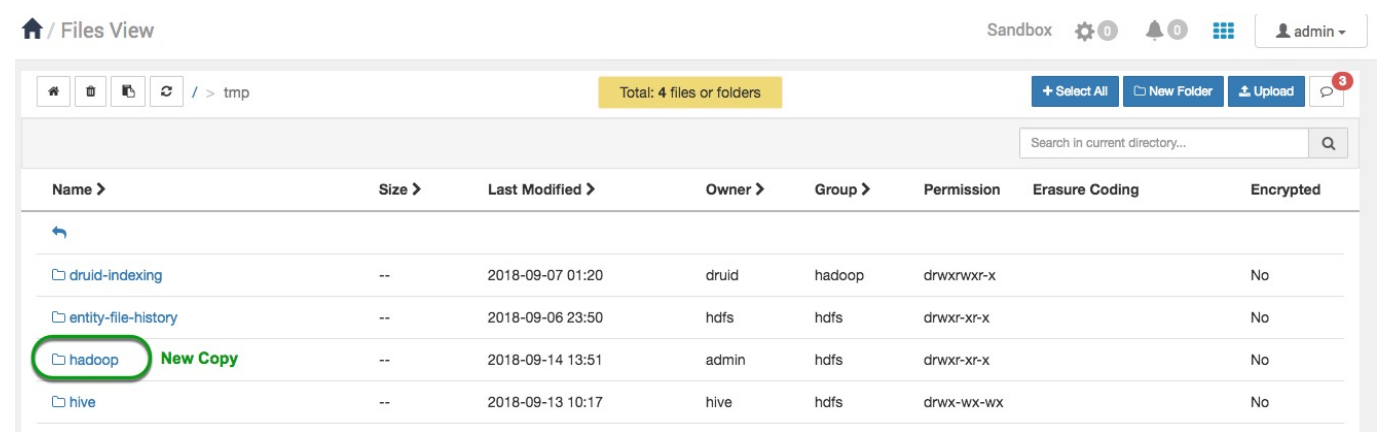 / Files View Sandbox 0 0 admin
/ > tmp Total: 4 files or folders + Select All New Folder Upload 3
Search in current directory...
Name Size Last Modified Owner Group Permission Erasure Coding Encrypted
druid-indexing -- 2018-09-07 01:20 druid hadoop drwxrwxr-x No
entity-file-history -- 2018-09-06 23:50 hdfs hdfs drwxr-xr-x No
hadoop New Copy -- 2018-09-14 13:51 admin hdfs drwxr-xr-x No
hive -- 2018-09-13 10:17 hive hdfs drwx-wx-wx No